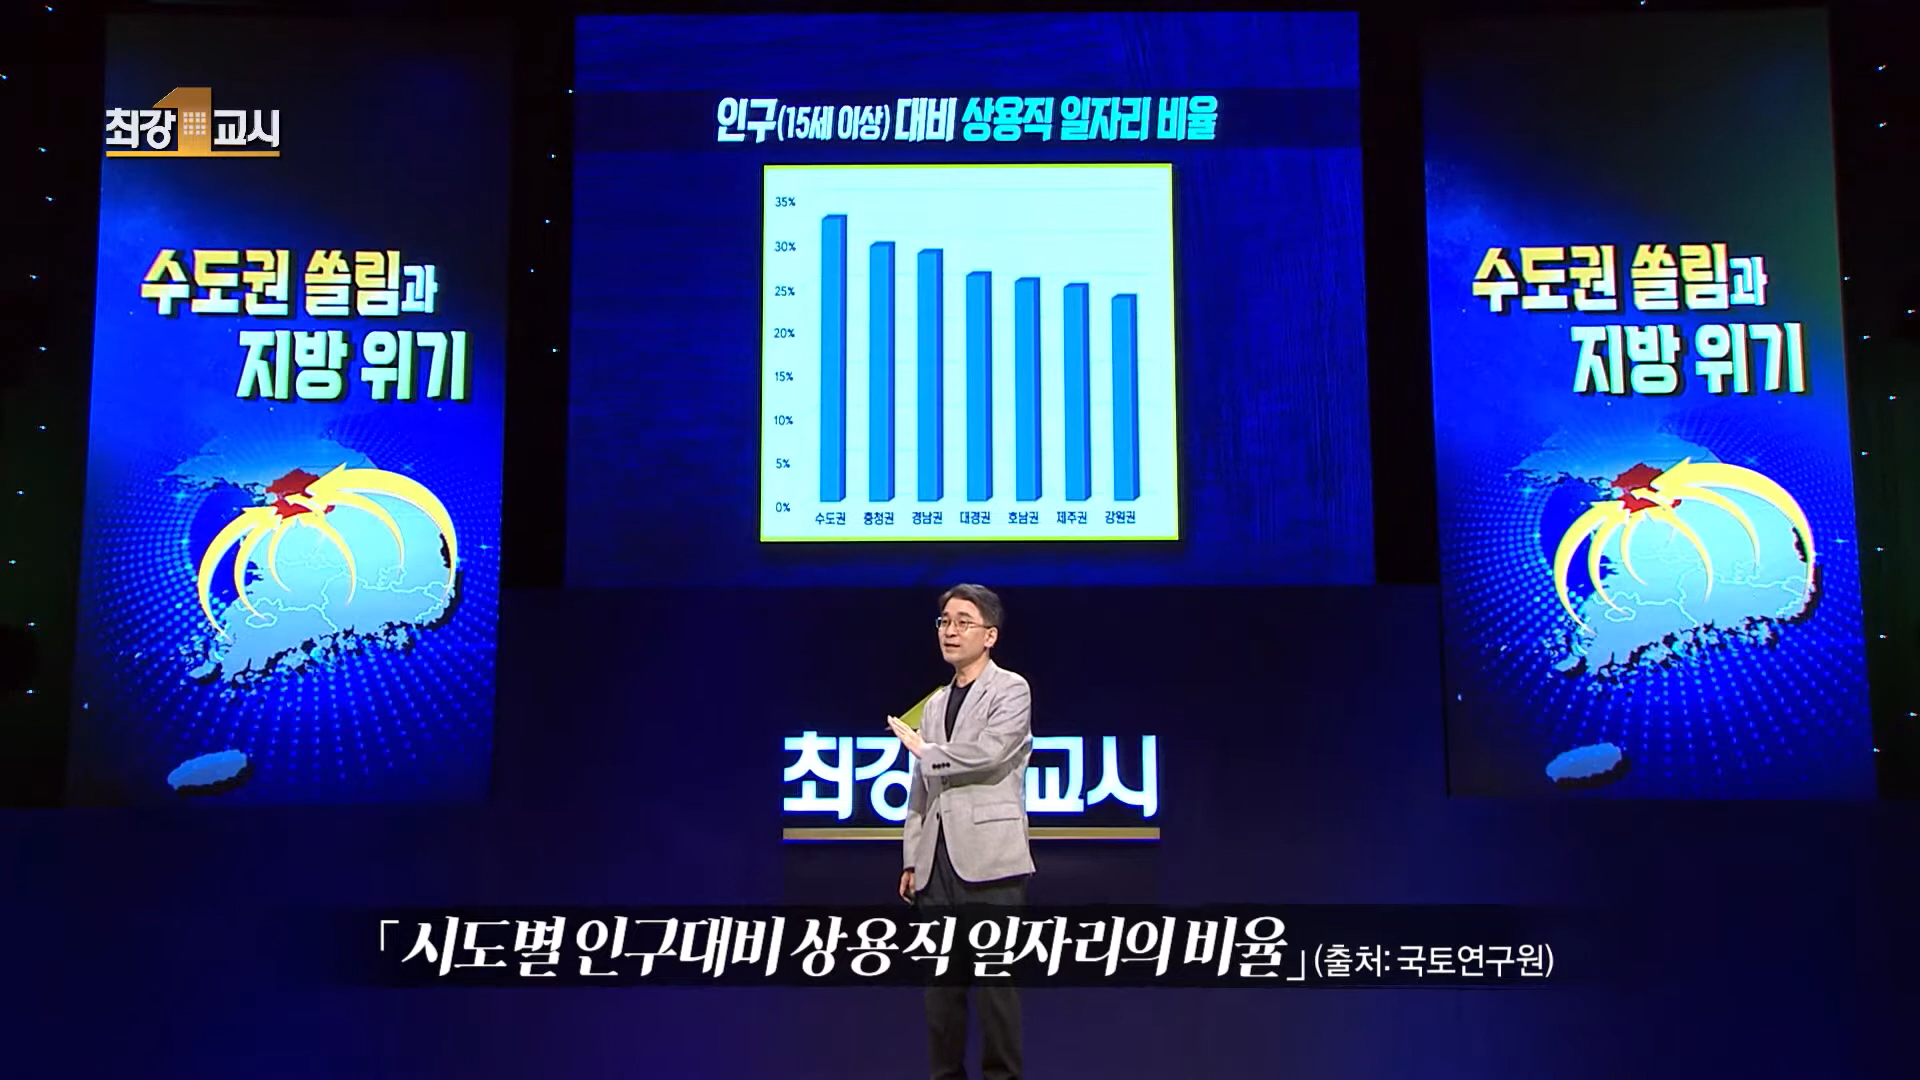 최강1교시
인구(15세 이상) 대비 상용직 일자리 비율
35%
30%
25%
20%
15%
10%
5%
0%
수도권 충청권 경남권 대경권 호남권 제주권 강원권
수도권 쏠림과
지방 위기
수도권 쏠림과
지방 위기
최강 교시
「시도별 인구대비 상용직 일자리의 비율」(출처: 국토연구원)